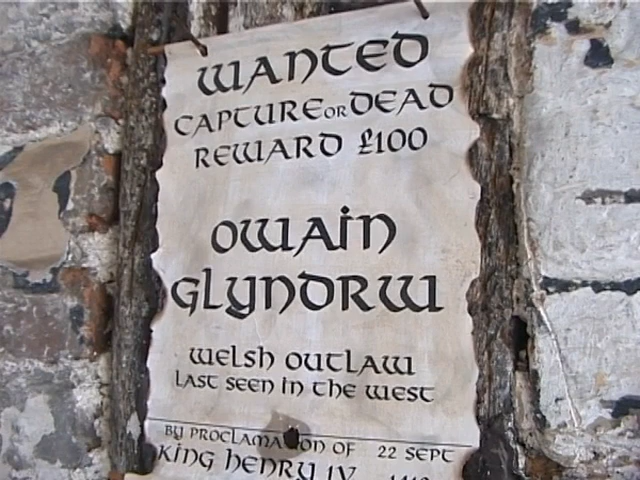 WANTED
CAPTURE OR DEAD
REWARD £100
OWAIN
GLYNDRW
WELSH OUTLAW
LAST SEEN IN THE WEST
BY PROCLAMATION OF 22 SEPT
KING HENRY IV